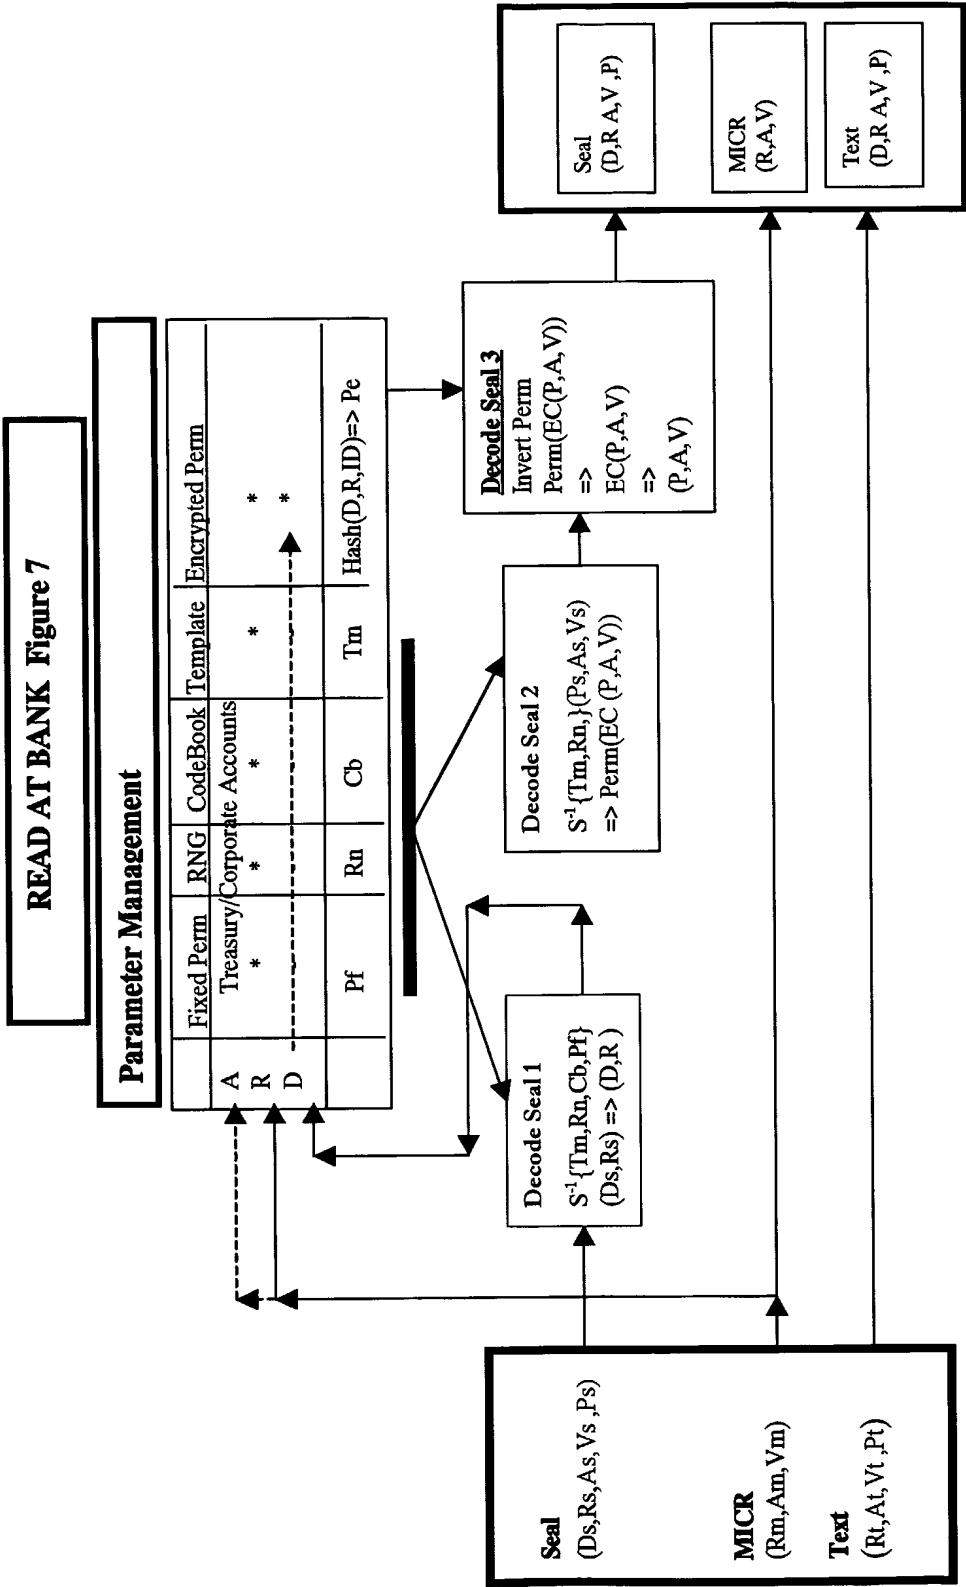 READ AT BANK Figure 7
Parameter Management
Fixed Perm RNG CodeBook Template Encrypted Perm
Treasury/Corporate Accounts
A
R * * * * *
D *
Pf Rn Cb Tm Hash(D,R,ID)=> Pe
Seal
(Ds,Rs,As,Vs ,Ps)
MICR
(Rm,Am,Vm)
Text
(Rt,At,Vt ,Pt)
Decode Seal 1
S⁻¹{Tm,Rn,Cb,Pf}
(Ds,Rs) => (D,R )
Decode Seal 2
S⁻¹{Tm,Rn,}(Ps,As,Vs)
=> Perm(EC (P,A,V))
Decode Seal 3
Invert Perm
Perm(EC(P,A,V))
=>
EC(P,A,V)
=>
(P,A,V)
Seal
(D,R A,V ,P)
MICR
(R,A,V)
Text
(D,R A,V ,P)